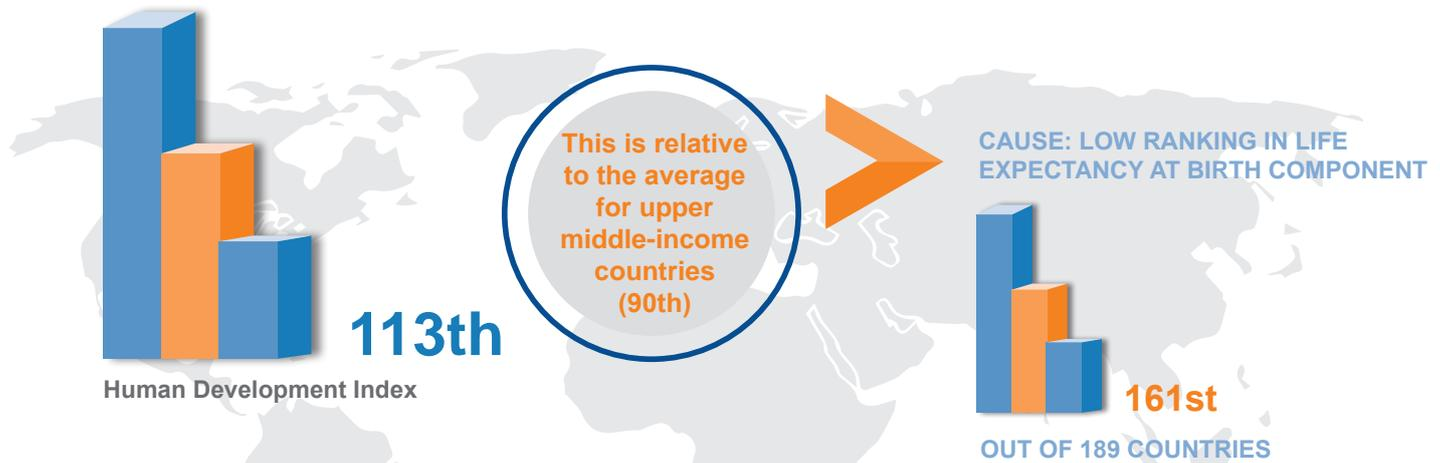 113th
Human Development Index
This is relative
to the average
for upper
middle-income
countries
(90th)
CAUSE: LOW RANKING IN LIFE
EXPECTANCY AT BIRTH COMPONENT
161st
OUT OF 189 COUNTRIES